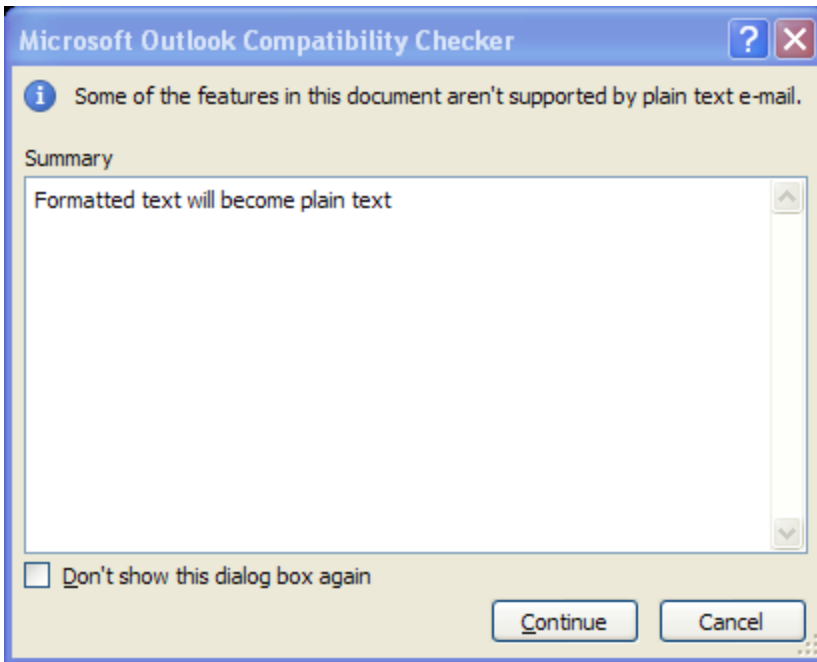 Microsoft Outlook Compatibility Checker
Some of the features in this document aren't supported by plain text e-mail.
Summary
Formatted text will become plain text
Don't show this dialog box again
Continue Cancel